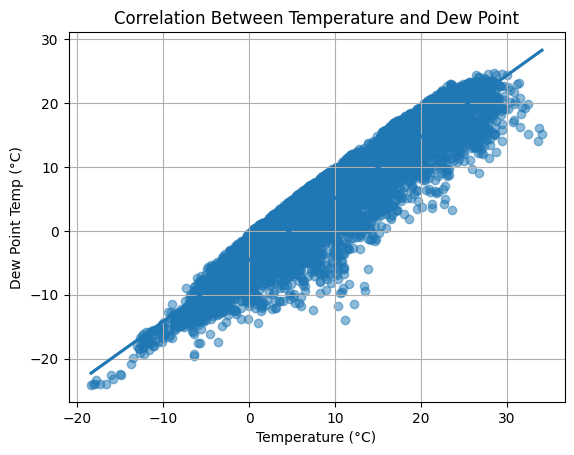 Correlation Between Temperature and Dew Point
30
20
10
0
−10
−20
Dew Point Temp (°C)
−20 −10 0 10 20 30
Temperature (°C)